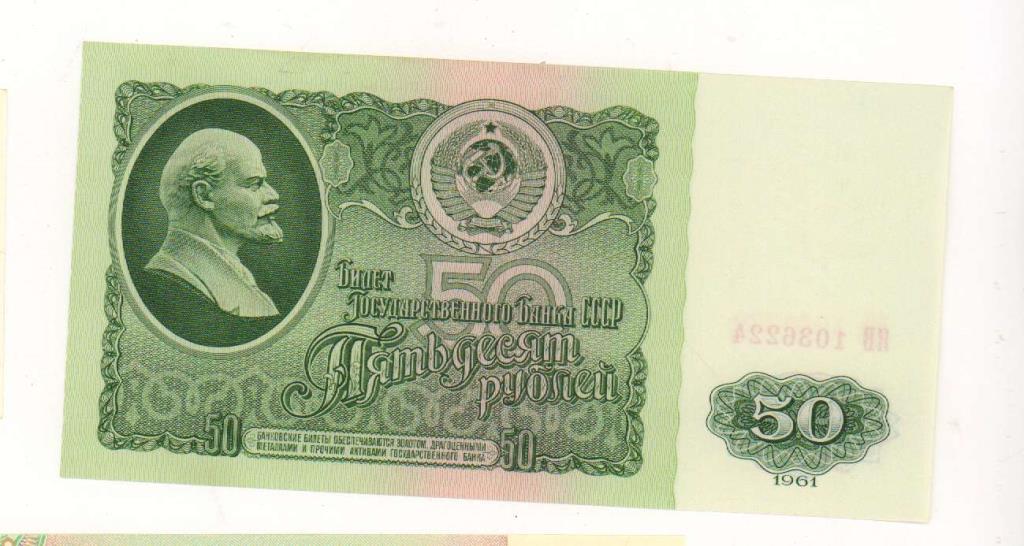 50
Билет
Государственного Банка СССР
Пятьдесят
рублей
50
БАНКОВСКИЕ БИЛЕТЫ ОБЕСПЕЧИВАЮТСЯ ЗОЛОТОМ, ДРАГОЦЕННЫМИ
МЕТАЛЛАМИ И ПРОЧИМИ АКТИВАМИ ГОСУДАРСТВЕННОГО БАНКА
50
ЯВ 1036224
50
1961